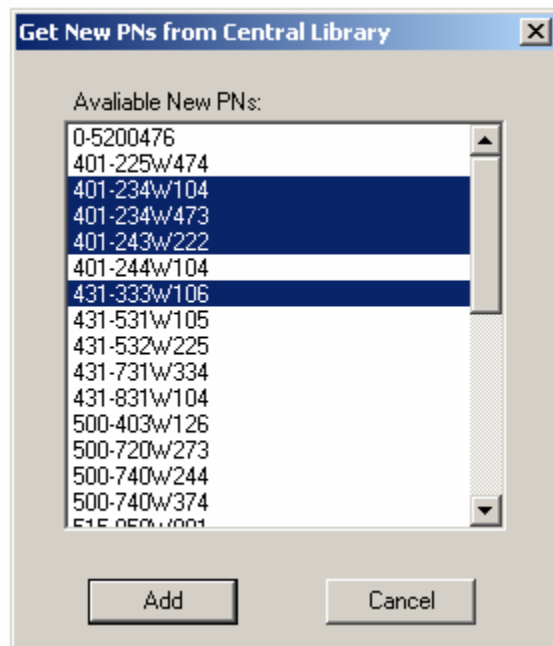 Get New PNs from Central Library
Avaliable New PNs:
0-5200476
401-225W474
401-234W104
401-234W473
401-243W222
401-244W104
431-333W106
431-531W105
431-532W225
431-731W334
431-831W104
500-403W126
500-720W273
500-740W244
500-740W374
Add Cancel